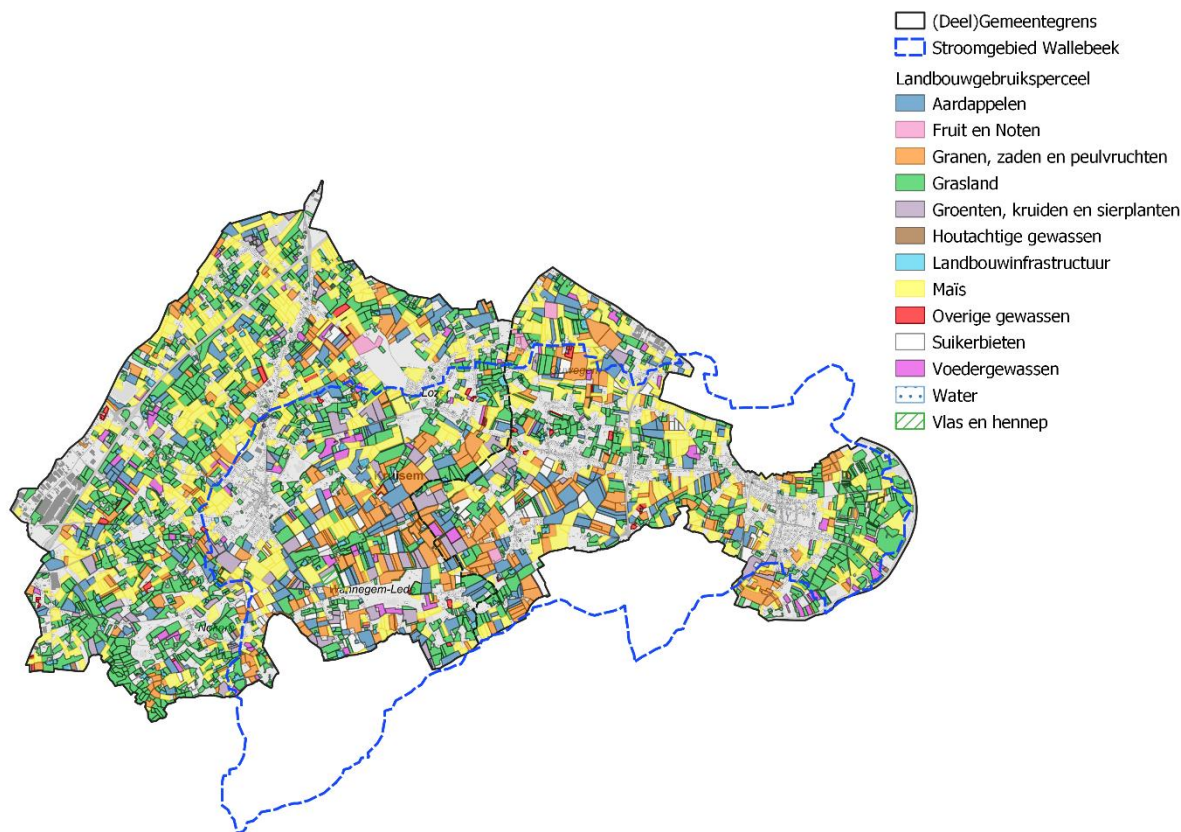 (Deel)Gemeentegrens
Stroomgebied Wallebeek
Landbouwgebruiksperceel
Aardappelen
Fruit en Noten
Granen, zaden en peulvruchten
Grasland
Groenten, kruiden en sierplanten
Houtachtige gewassen
Landbouwinfrastructuur
Maïs
Overige gewassen
Suikerbieten
Voedergewassen
Water
Vlas en hennep